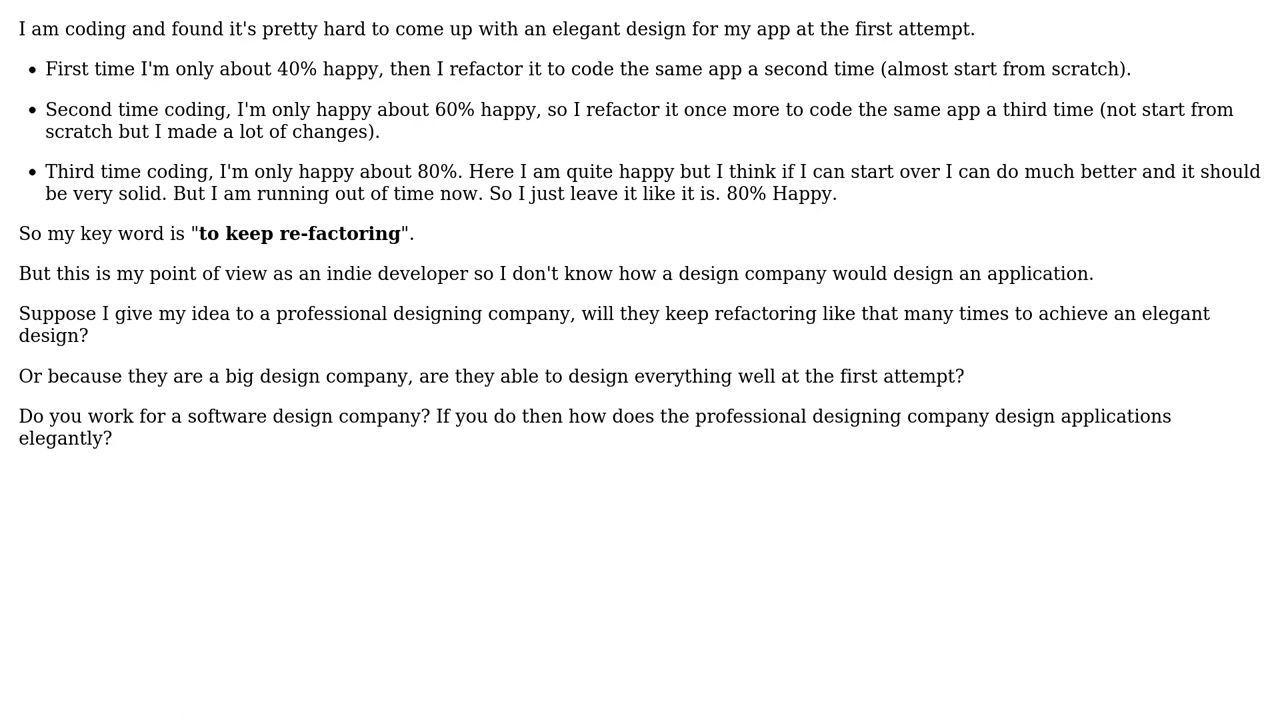 I am coding and found it's pretty hard to come up with an elegant design for my app at the first attempt.
• First time I'm only about 40% happy, then I refactor it to code the same app a second time (almost start from scratch).
• Second time coding, I'm only happy about 60% happy, so I refactor it once more to code the same app a third time (not start from
scratch but I made a lot of changes).
• Third time coding, I'm only happy about 80%. Here I am quite happy but I think if I can start over I can do much better and it should
be very solid. But I am running out of time now. So I just leave it like it is. 80% Happy.
So my key word is "to keep re-factoring".
But this is my point of view as an indie developer so I don't know how a design company would design an application.
Suppose I give my idea to a professional designing company, will they keep refactoring like that many times to achieve an elegant
design?
Or because they are a big design company, are they able to design everything well at the first attempt?
Do you work for a software design company? If you do then how does the professional designing company design applications
elegantly?